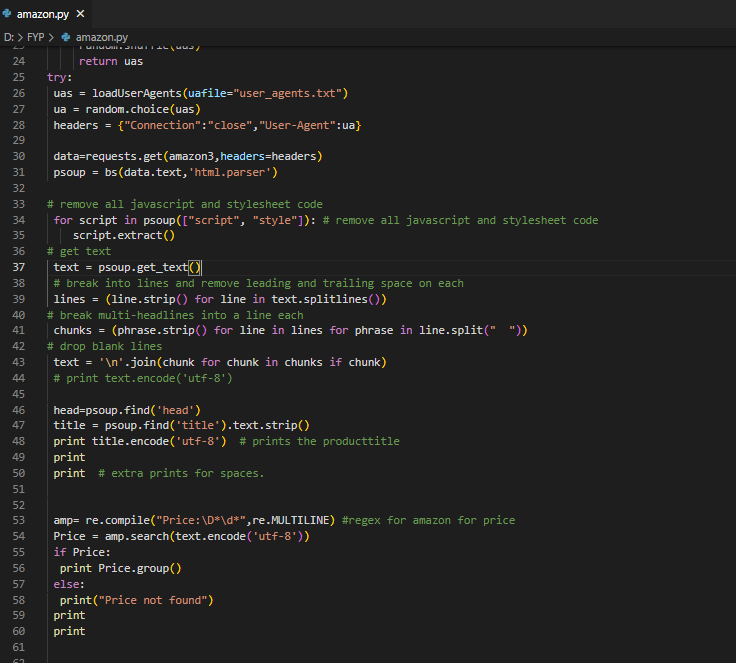 amazon.py ×
D: > FYP > amazon.py
23 random.shuffle(uas)
24 return uas
25 try:
26 uas = loadUserAgents(uafile="user_agents.txt")
27 ua = random.choice(uas)
28 headers = {"Connection":"close","User-Agent":ua}
29
30 data=requests.get(amazon3,headers=headers)
31 psoup = bs(data.text,'html.parser')
32
33 # remove all javascript and stylesheet code
34 for script in psoup(["script", "style"]): # remove all javascript and stylesheet code
35 script.extract()
36 # get text
37 text = psoup.get_text()
38 # break into lines and remove leading and trailing space on each
39 lines = (line.strip() for line in text.splitlines())
40 # break multi-headlines into a line each
41 chunks = (phrase.strip() for line in lines for phrase in line.split("  "))
42 # drop blank lines
43 text = '\n'.join(chunk for chunk in chunks if chunk)
44 # print text.encode('utf-8')
45
46 head=psoup.find('head')
47 title = psoup.find('title').text.strip()
48 print title.encode('utf-8')  # prints the producttitle
49 print
50 print  # extra prints for spaces.
51
52
53 amp= re.compile("Price:\D*\d*",re.MULTILINE) #regex for amazon for price
54 Price = amp.search(text.encode('utf-8'))
55 if Price:
56 print Price.group()
57 else:
58 print("Price not found")
59 print
60 print
61
62